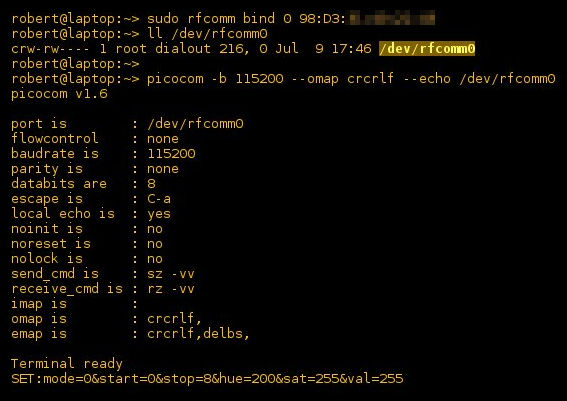 robert@laptop:~> sudo rfcomm bind 0 98:D3:
robert@laptop:~> ll /dev/rfcomm0
crw-rw---- 1 root dialout 216, 0 Jul  9 17:46 /dev/rfcomm0
robert@laptop:~>
robert@laptop:~> picocom -b 115200 --omap crcrlf --echo /dev/rfcomm0
picocom v1.6
port is        : /dev/rfcomm0
flowcontrol    : none
baudrate is    : 115200
parity is      : none
databits are   : 8
escape is      : C-a
local echo is  : yes
noinit is      : no
noreset is     : no
nolock is      : no
send_cmd is    : sz -vv
receive_cmd is : rz -vv
imap is        :
omap is        : crcrlf,
emap is        : crcrlf,delbs,
Terminal ready
SET:mode=0&start=0&stop=8&hue=200&sat=255&val=255